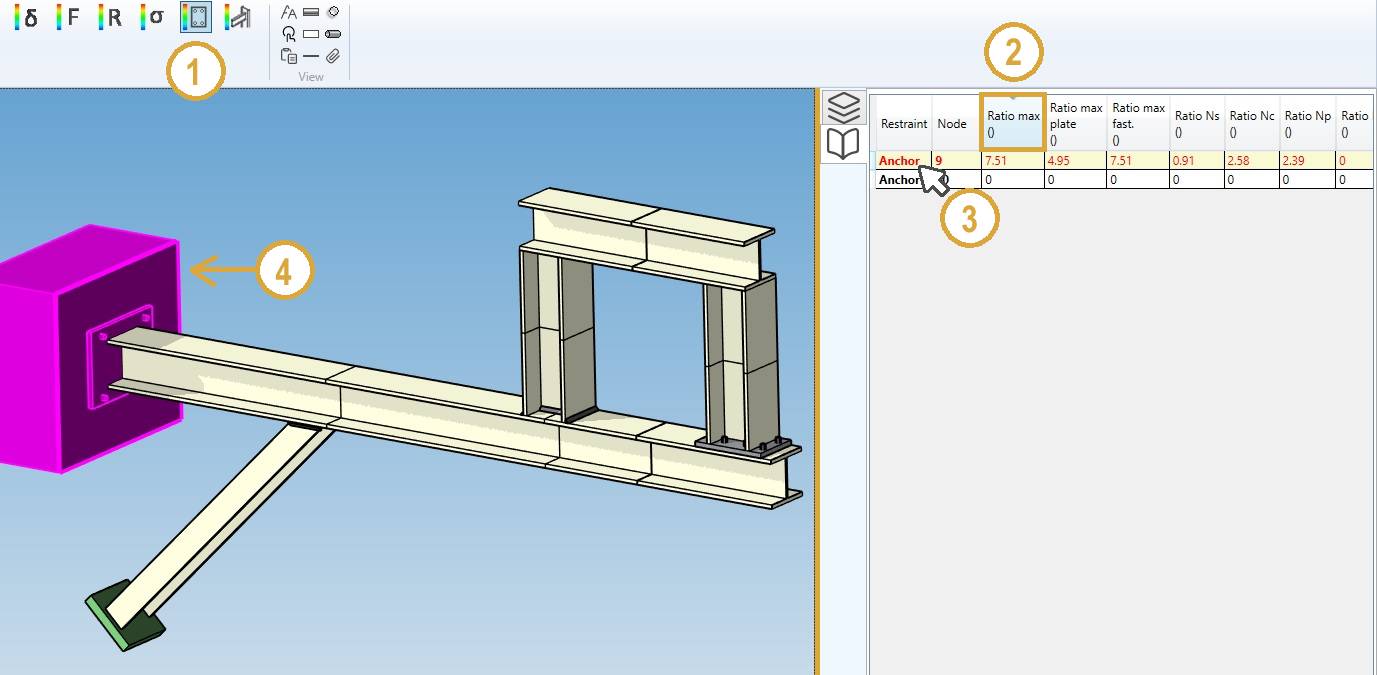 δ F R σ
A
View
1
2
3
4
Restraint Node Ratio max () Ratio max plate () Ratio max fast. () Ratio Ns () Ratio Nc () Ratio Np () Ratio ()
Anchor 9 7.51 4.95 7.51 0.91 2.58 2.39 0
Anchor 0 0 0 0 0 0 0